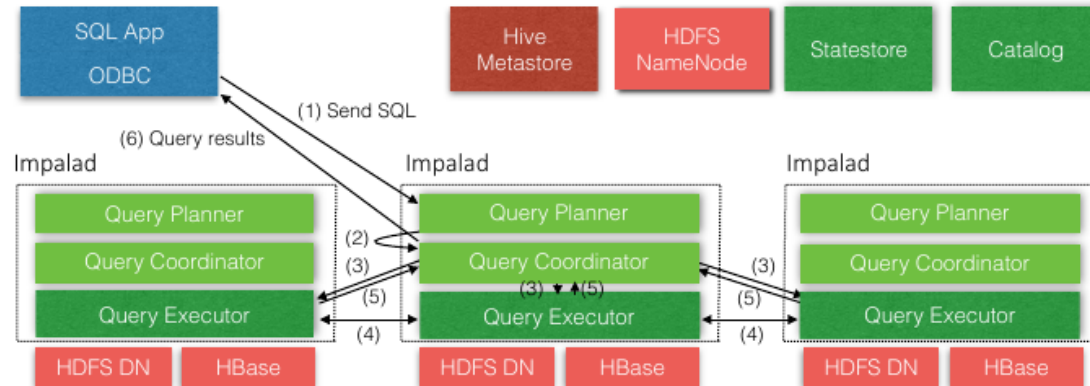 SQL App
ODBC
Hive
Metastore
HDFS
NameNode
Statestore
Catalog
(1) Send SQL
(6) Query results
Impalad
Impalad
Impalad
Query Planner
Query Planner
Query Planner
(2)
Query Coordinator
Query Coordinator
Query Coordinator
(3)
(3)
(3)
(5)
(5)
(5)
Query Executor
Query Executor
Query Executor
(4)
(4)
HDFS DN
HBase
HDFS DN
HBase
HDFS DN
HBase